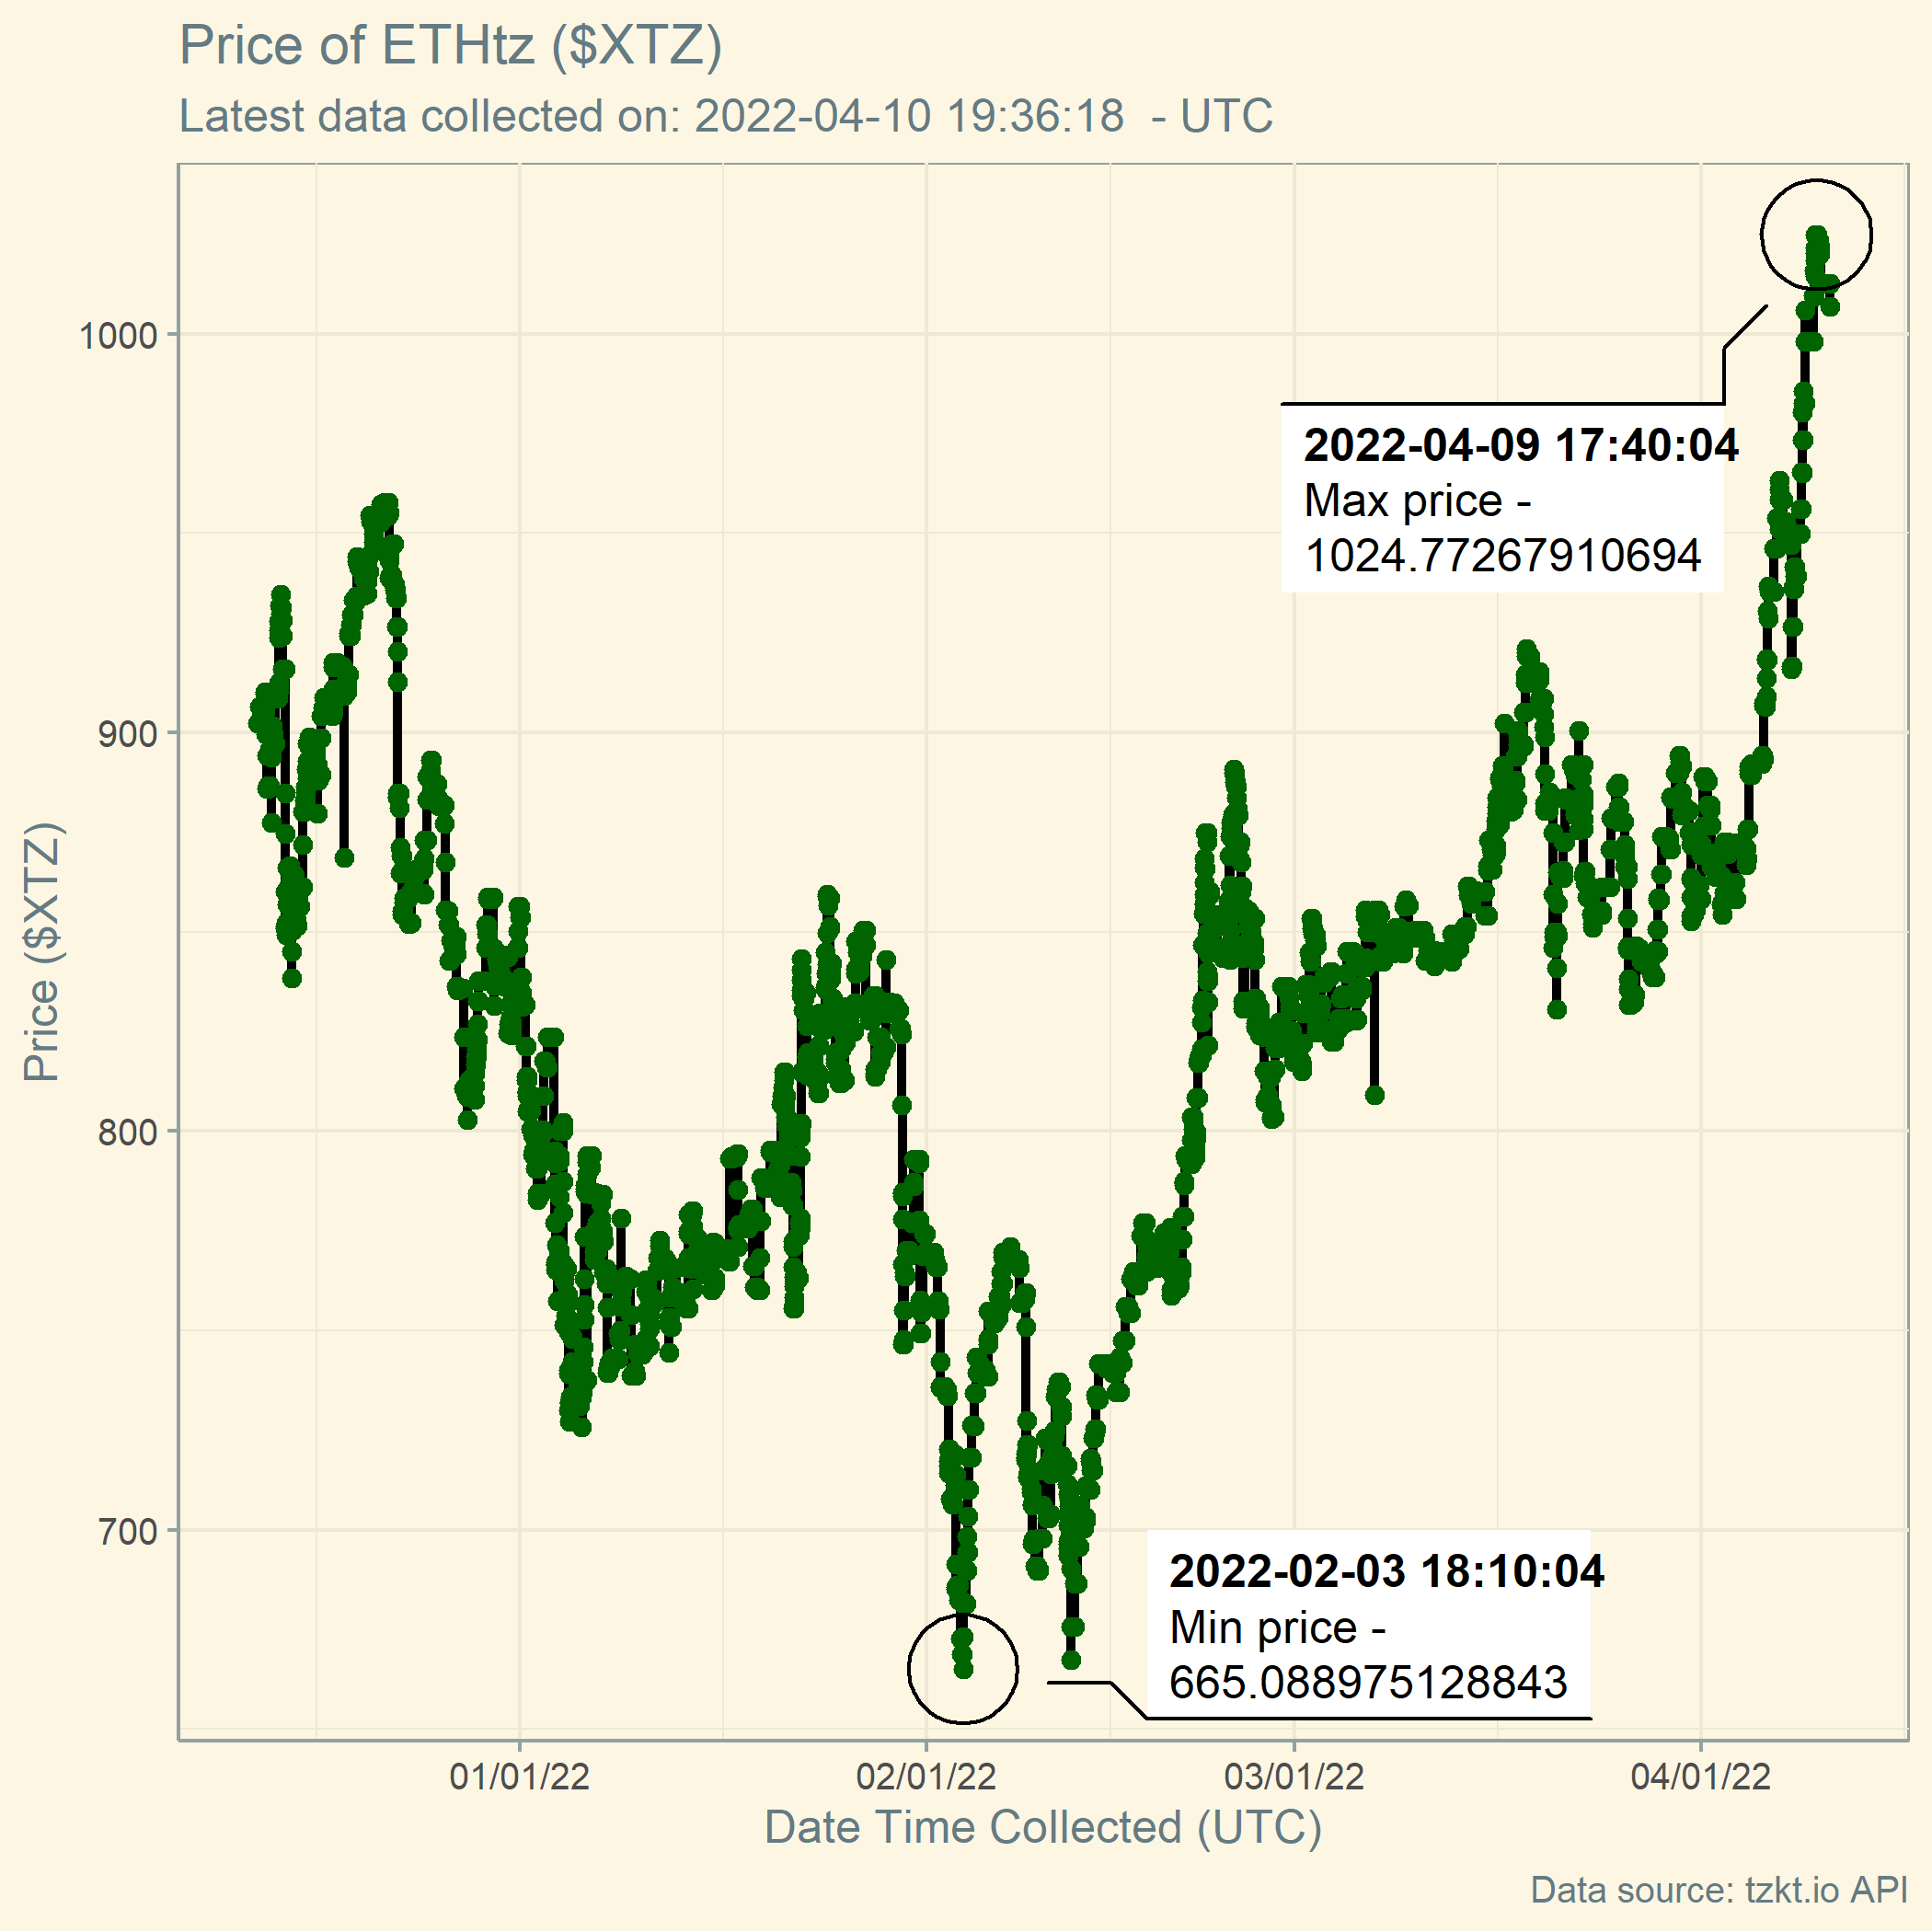 Price of ETHtz ($XTZ)
Latest data collected on: 2022-04-10 19:36:18  - UTC
1000
900
800
700
Price ($XTZ)
2022-04-09 17:40:04
Max price -
1024.77267910694
2022-02-03 18:10:04
Min price -
665.088975128843
01/01/22
02/01/22
03/01/22
04/01/22
Date Time Collected (UTC)
Data source: tzkt.io API